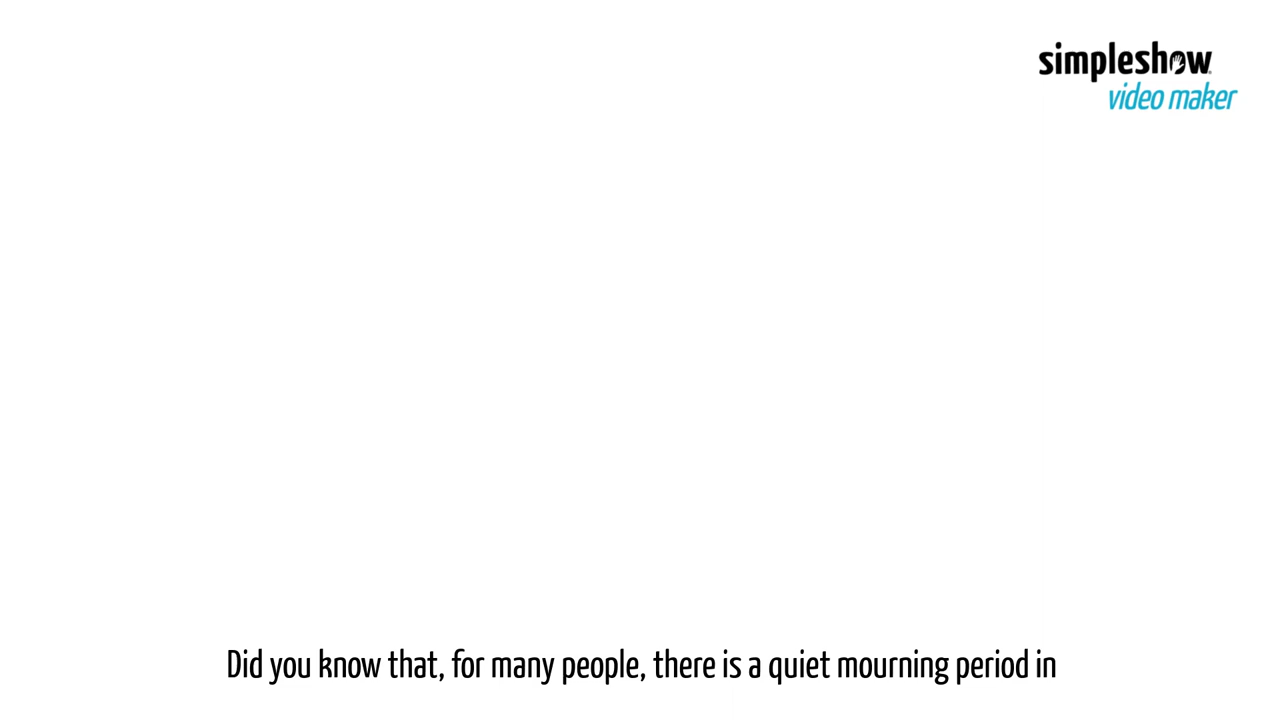 simpleshow
video maker
Did you know that, for many people, there is a quiet mourning period in